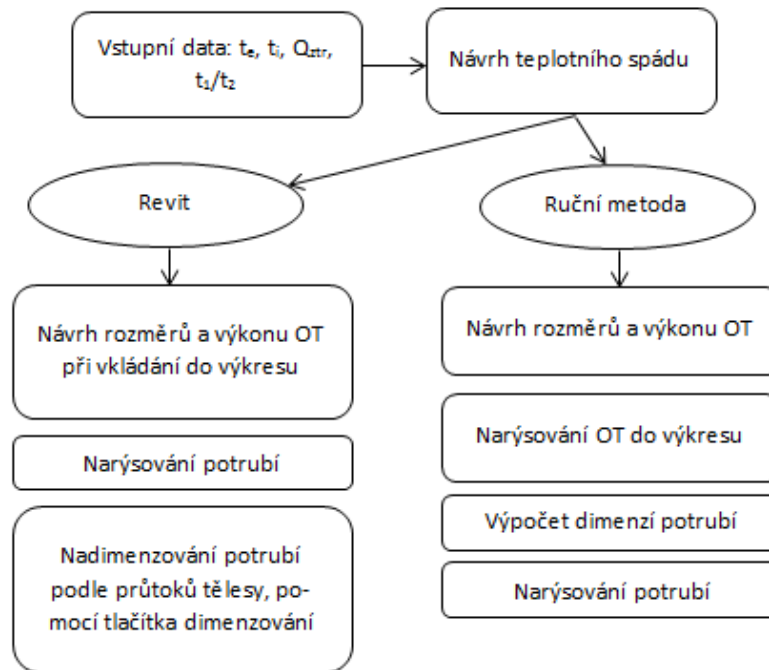 Vstupní data: tₑ, tᵢ, Qztr,
t₁/t₂
Návrh teplotního spádu
Revit
Ruční metoda
Návrh rozměrů a výkonu OT
při vkládání do výkresu
Narýsování potrubí
Nadimenzování potrubí
podle průtoků tělesy, po-
mocí tlačítka dimenzování
Návrh rozměrů a výkonu OT
Narýsování OT do výkresu
Výpočet dimenzí potrubí
Narýsování potrubí